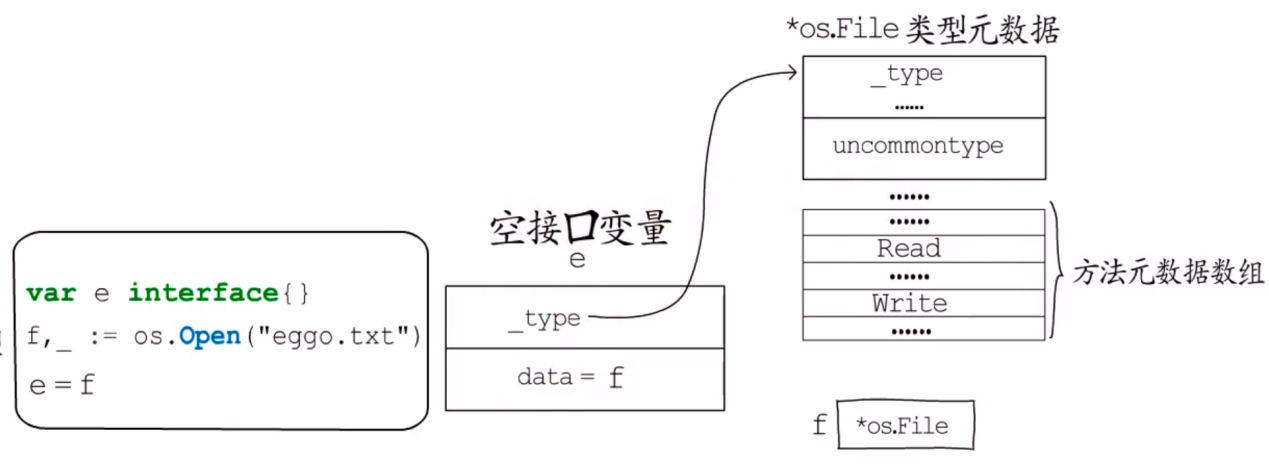 var e interface{}
f,_ := os.Open("eggo.txt")
e = f
空接口变量
e
_type
data = f
*os.File 类型元数据
_type
……
uncommontype
……
……
Read
……
Write
……
方法元数据数组
f
*os.File